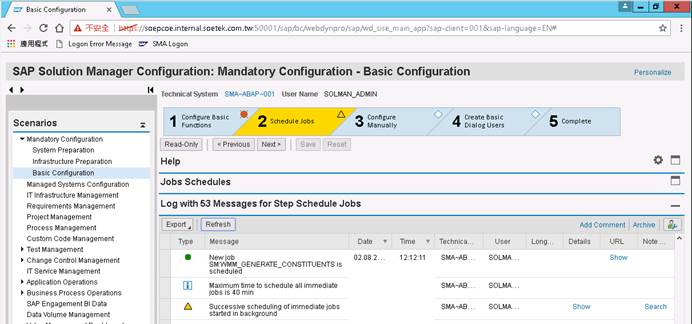 Basic Configuration
不安全
https://soepcoe.internal.soetek.com.tw:50001/sap/bc/webdynpro/sap/wd_sise_main_app?sap-client=001&sap-language=EN#
應用程式 Logon Error Message SMA Logon
SAP Solution Manager Configuration: Mandatory Configuration - Basic Configuration
Personalize
Technical System SMA~ABAP~001 User Name SOLMAN_ADMIN
Scenarios
Mandatory Configuration
System Preparation
Infrastructure Preparation
Basic Configuration
Managed Systems Configuration
IT Infrastructure Management
Requirements Management
Project Management
Process Management
Custom Code Management
Test Management
Change Control Management
IT Service Management
Application Operations
Business Process Operations
SAP Engagement BI Data
Data Volume Management
1 Configure Basic Functions
2 Schedule Jobs
3 Configure Manually
4 Create Basic Dialog Users
5 Complete
Read-Only < Previous Next > Save Reset
Help
Jobs Schedules
Log with 53 Messages for Step Schedule Jobs
Export Refresh Add Comment Archive
Type Message Date Time Technica... User Long... Details URL Note ...
New job 02.08.2... 12:12:11 SMA~AB... SOLMA... Show
SM:WMM_GENERATE_CONSTITUENTS is
scheduled
Maximum time to schedule all immediate SMA~AB... SOLMA...
jobs is 40 min
Successive scheduling of immediate jobs SMA~AB... SOLMA... Show Search
started in background